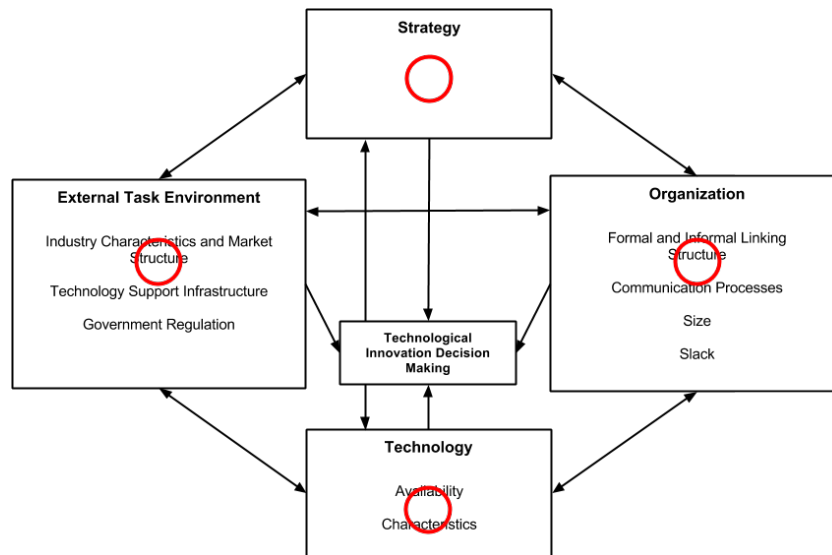 Strategy
External Task Environment
Industry Characteristics and Market
Structure
Technology Support Infrastructure
Government Regulation
Organization
Formal and Informal Linking
Structure
Communication Processes
Size
Slack
Technological
Innovation Decision
Making
Technology
Availability
Characteristics